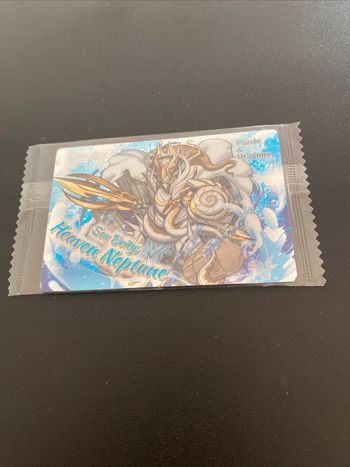 Puzzle
&
Dragons
Sea Deity,
Heaven Neptune